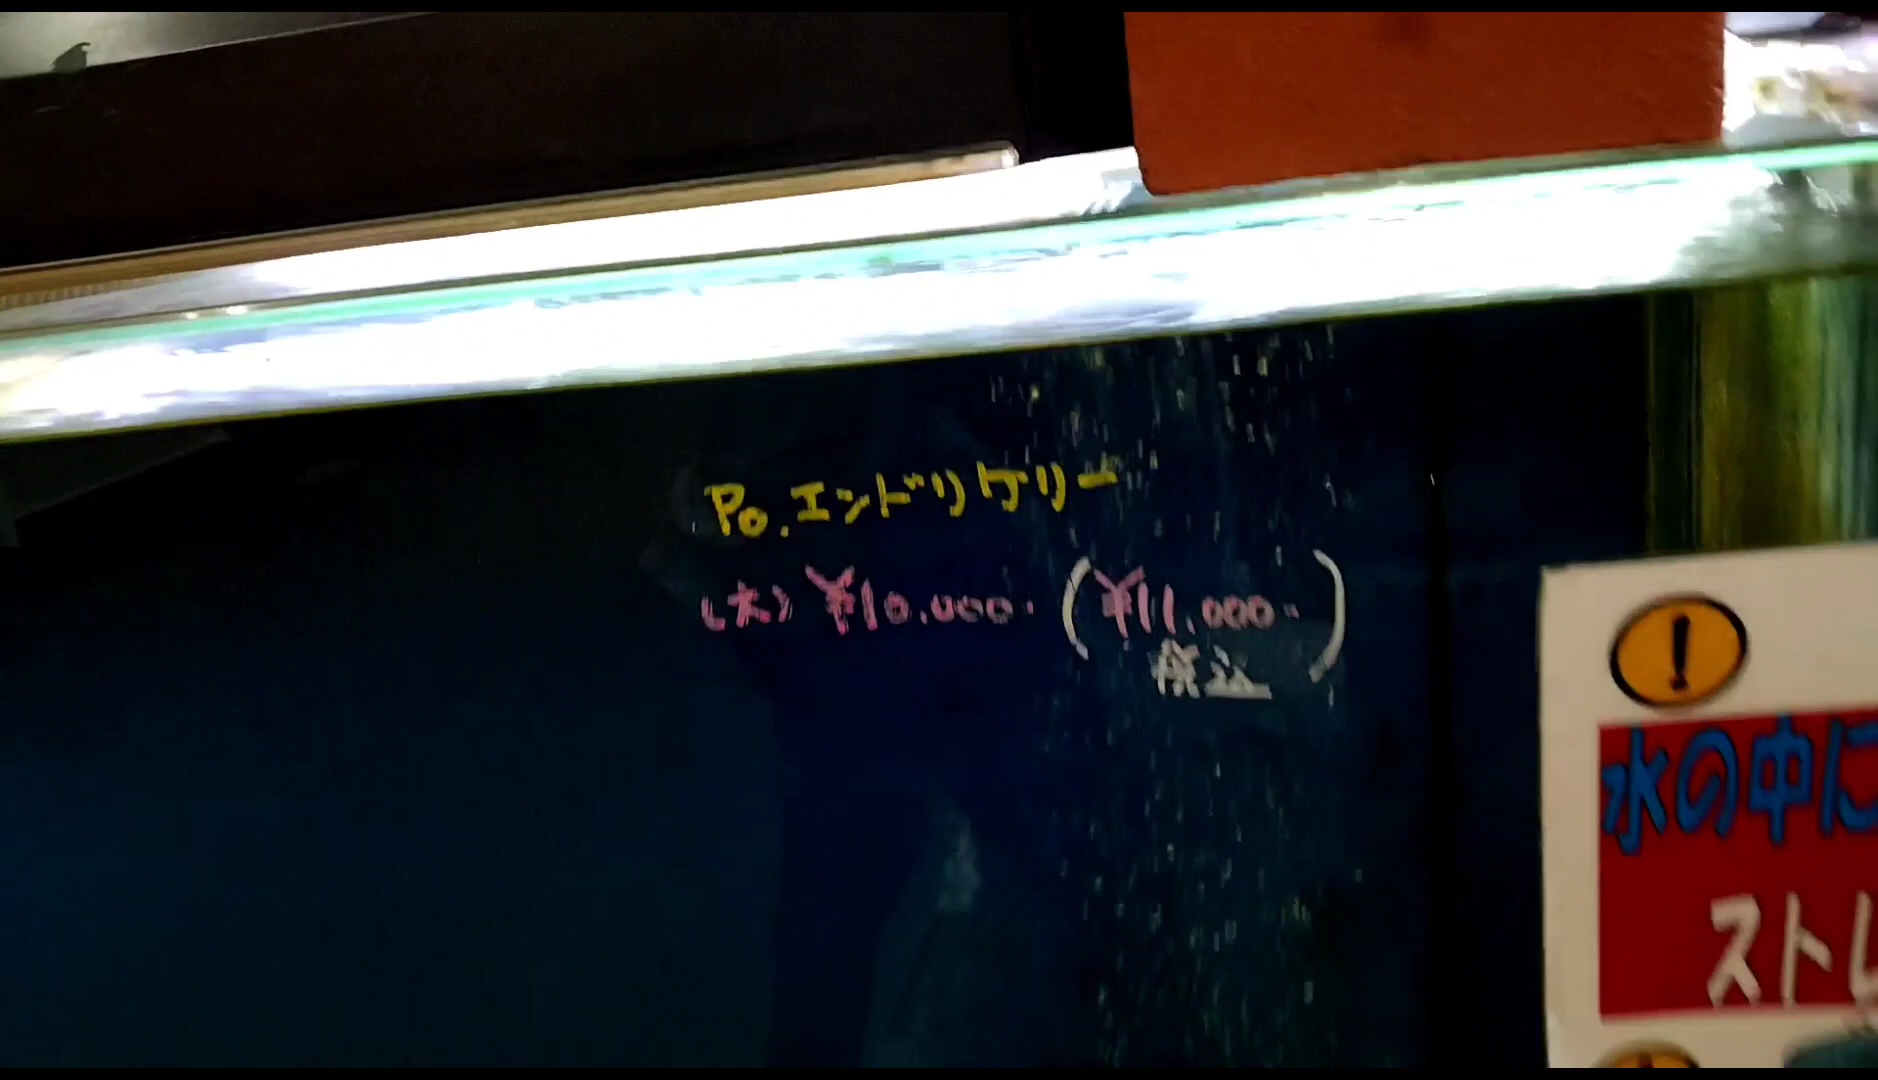 Po.エンドリケリー
(大) ¥10.000. (¥11.000-
税込)
!
水の中に
ストレ